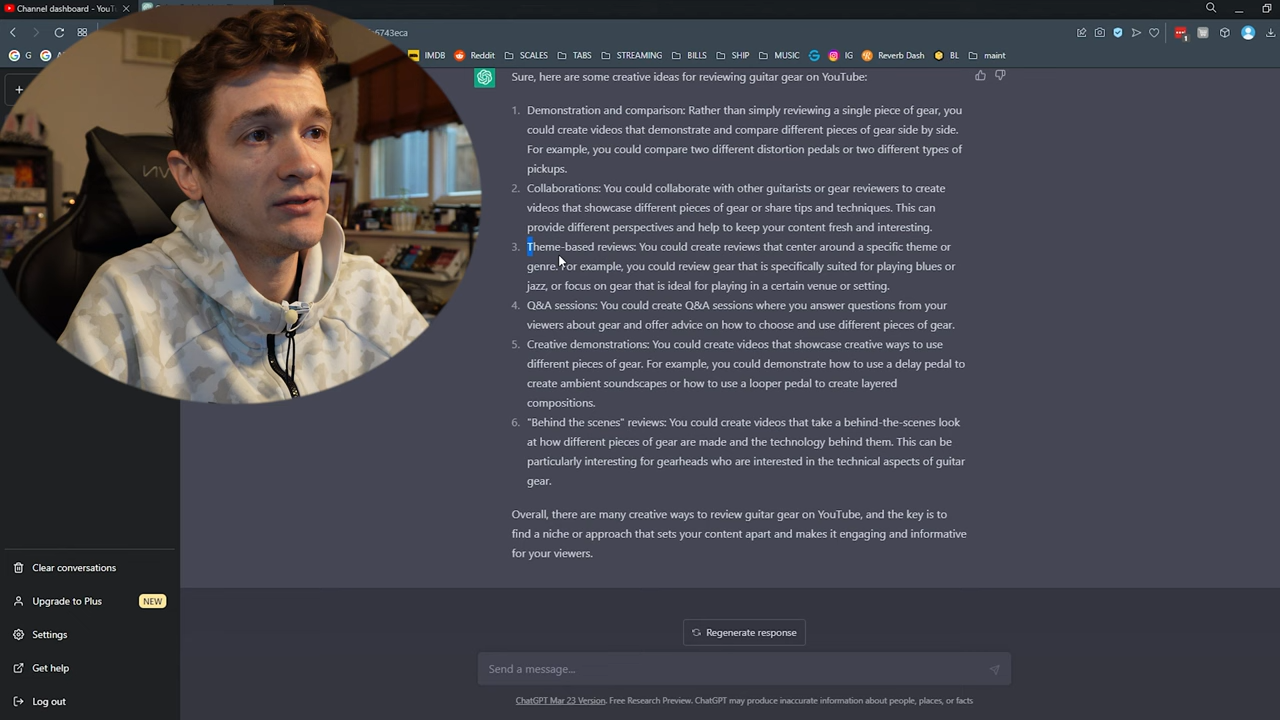 Channel dashboard - YouT
6743eca
G
IMDB
Reddit
SCALES
TABS
STREAMING
BILLS
SHIP
MUSIC
IG
Reverb Dash
BL
maint
Sure, here are some creative ideas for reviewing guitar gear on YouTube:
1. Demonstration and comparison: Rather than simply reviewing a single piece of gear, you
could create videos that demonstrate and compare different pieces of gear side by side.
For example, you could compare two different distortion pedals or two different types of
pickups.
2. Collaborations: You could collaborate with other guitarists or gear reviewers to create
videos that showcase different pieces of gear or share tips and techniques. This can
provide different perspectives and help to keep your content fresh and interesting.
3. Theme-based reviews: You could create reviews that center around a specific theme or
genre. For example, you could review gear that is specifically suited for playing blues or
jazz, or focus on gear that is ideal for playing in a certain venue or setting.
4. Q&A sessions: You could create Q&A sessions where you answer questions from your
viewers about gear and offer advice on how to choose and use different pieces of gear.
5. Creative demonstrations: You could create videos that showcase creative ways to use
different pieces of gear. For example, you could demonstrate how to use a delay pedal to
create ambient soundscapes or how to use a looper pedal to create layered
compositions.
6. "Behind the scenes" reviews: You could create videos that take a behind-the-scenes look
at how different pieces of gear are made and the technology behind them. This can be
particularly interesting for gearheads who are interested in the technical aspects of guitar
gear.
Overall, there are many creative ways to review guitar gear on YouTube, and the key is to
find a niche or approach that sets your content apart and makes it engaging and informative
for your viewers.
Clear conversations
Upgrade to Plus NEW
Settings
Get help
Log out
Regenerate response
Send a message...
ChatGPT Mar 23 Version. Free Research Preview. ChatGPT may produce inaccurate information about people, places, or facts